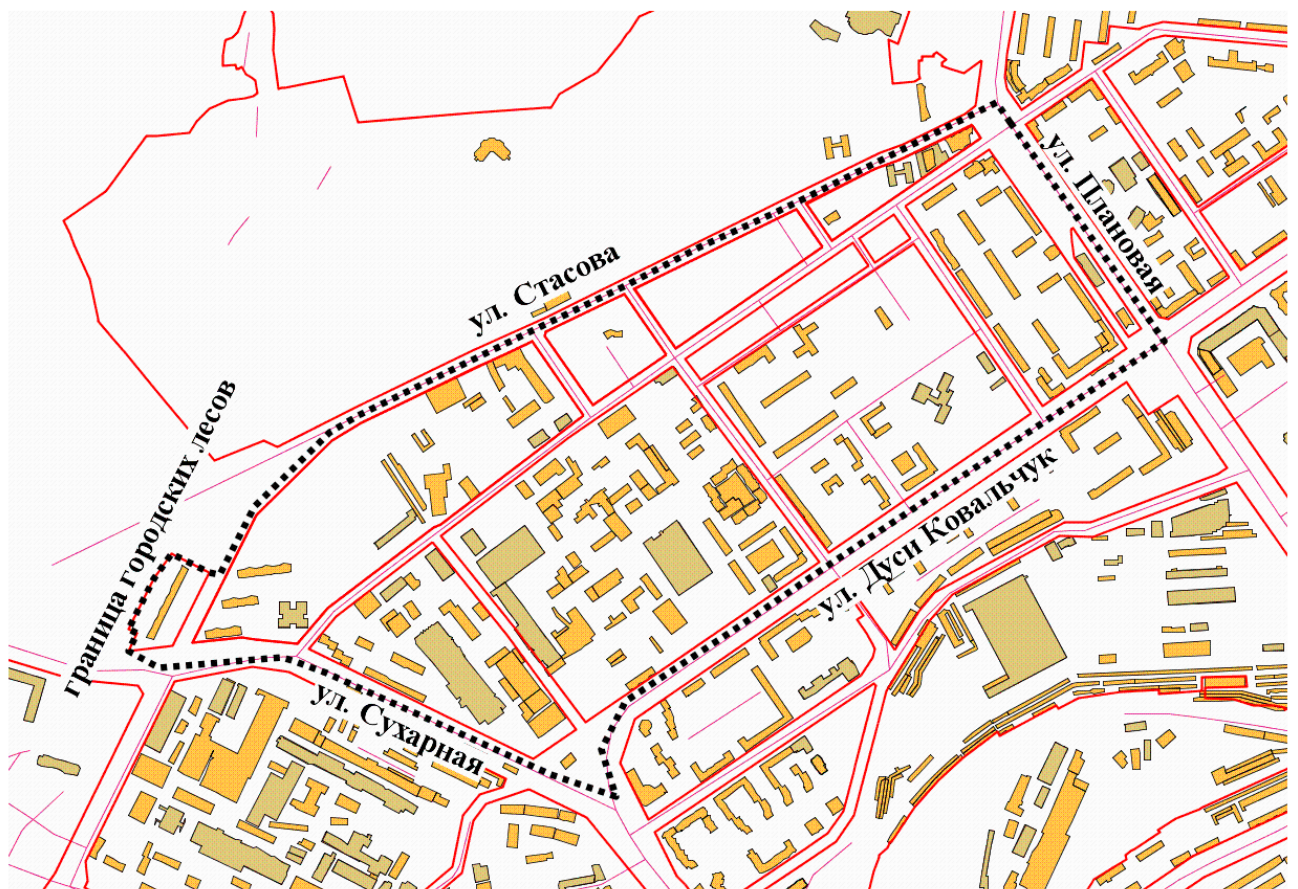 ул. Плановая
ул. Стасова
граница городских лесов
ул. Дуси Ковальчук
ул. Сухарная